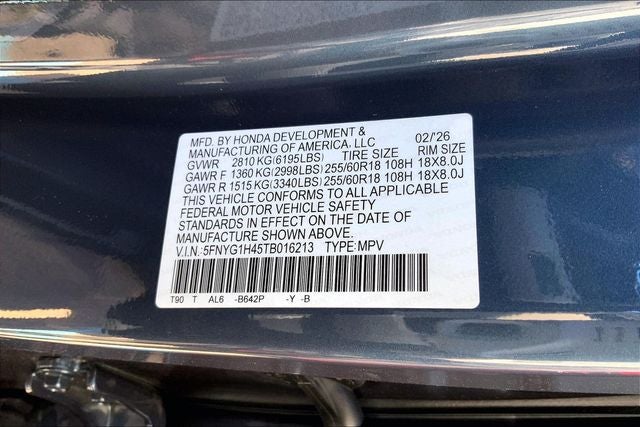 MFD. BY HONDA DEVELOPMENT &
MANUFACTURING OF AMERICA, LLC 02/'26
GVWR 2810 KG(6195LBS) TIRE SIZE RIM SIZE
GAWR F 1360 KG(2998LBS) 255/60R18 108H 18X8.0J
GAWR R 1515 KG(3340LBS) 255/60R18 108H 18X8.0J
THIS VEHICLE CONFORMS TO ALL APPLICABLE
FEDERAL MOTOR VEHICLE SAFETY
STANDARDS IN EFFECT ON THE DATE OF
MANUFACTURE SHOWN ABOVE.
V.I.N.:5FNYG1H45TB016213 TYPE:MPV
T90 T AL6 -B642P -Y -B